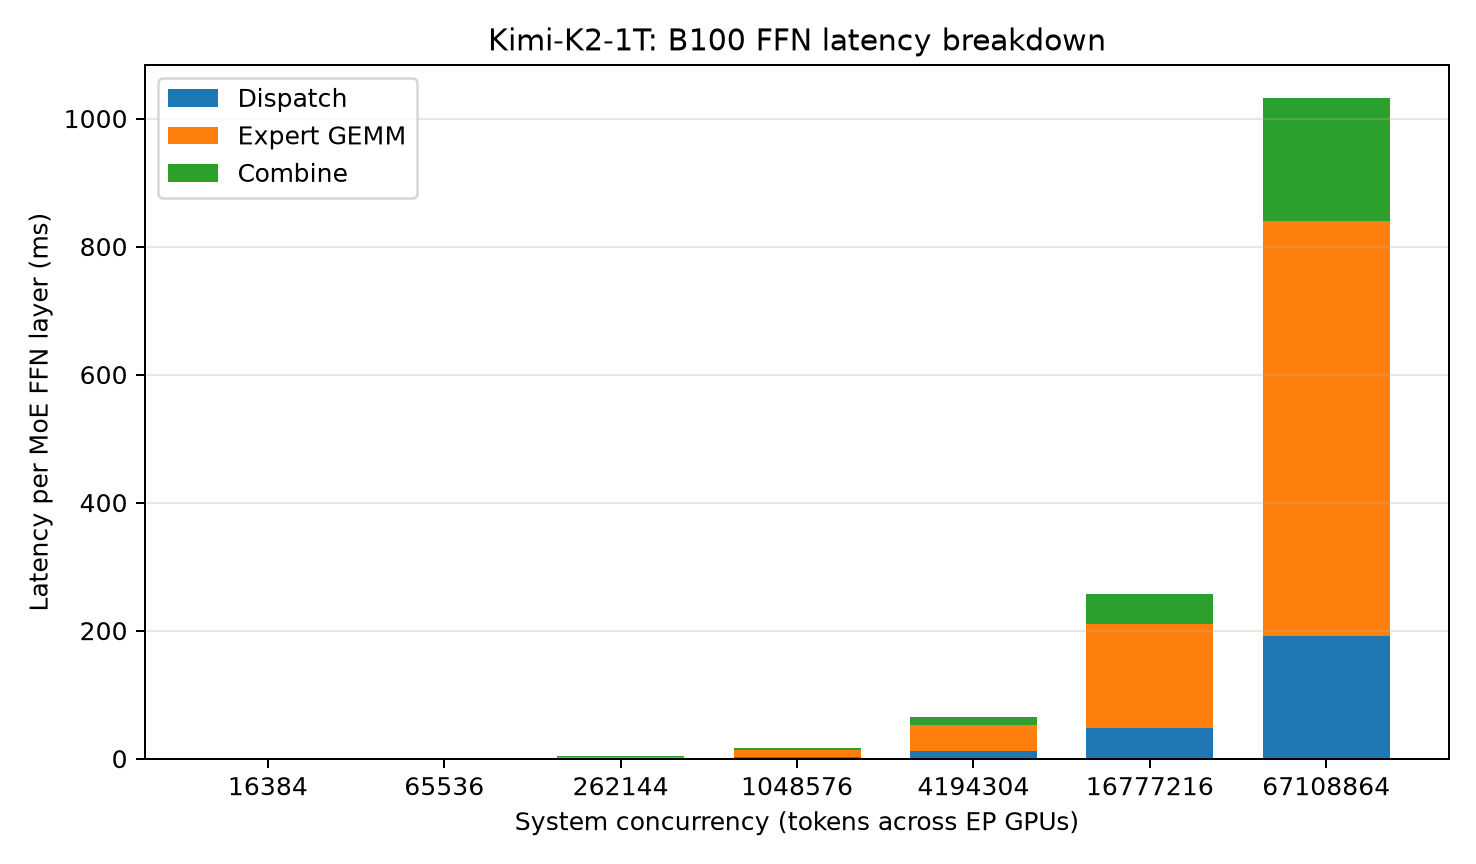 Kimi-K2-1T: B100 FFN latency breakdown
Dispatch
Expert GEMM
Combine
Latency per MoE FFN layer (ms)
1000
800
600
400
200
0
16384 65536 262144 1048576 4194304 16777216 67108864
System concurrency (tokens across EP GPUs)